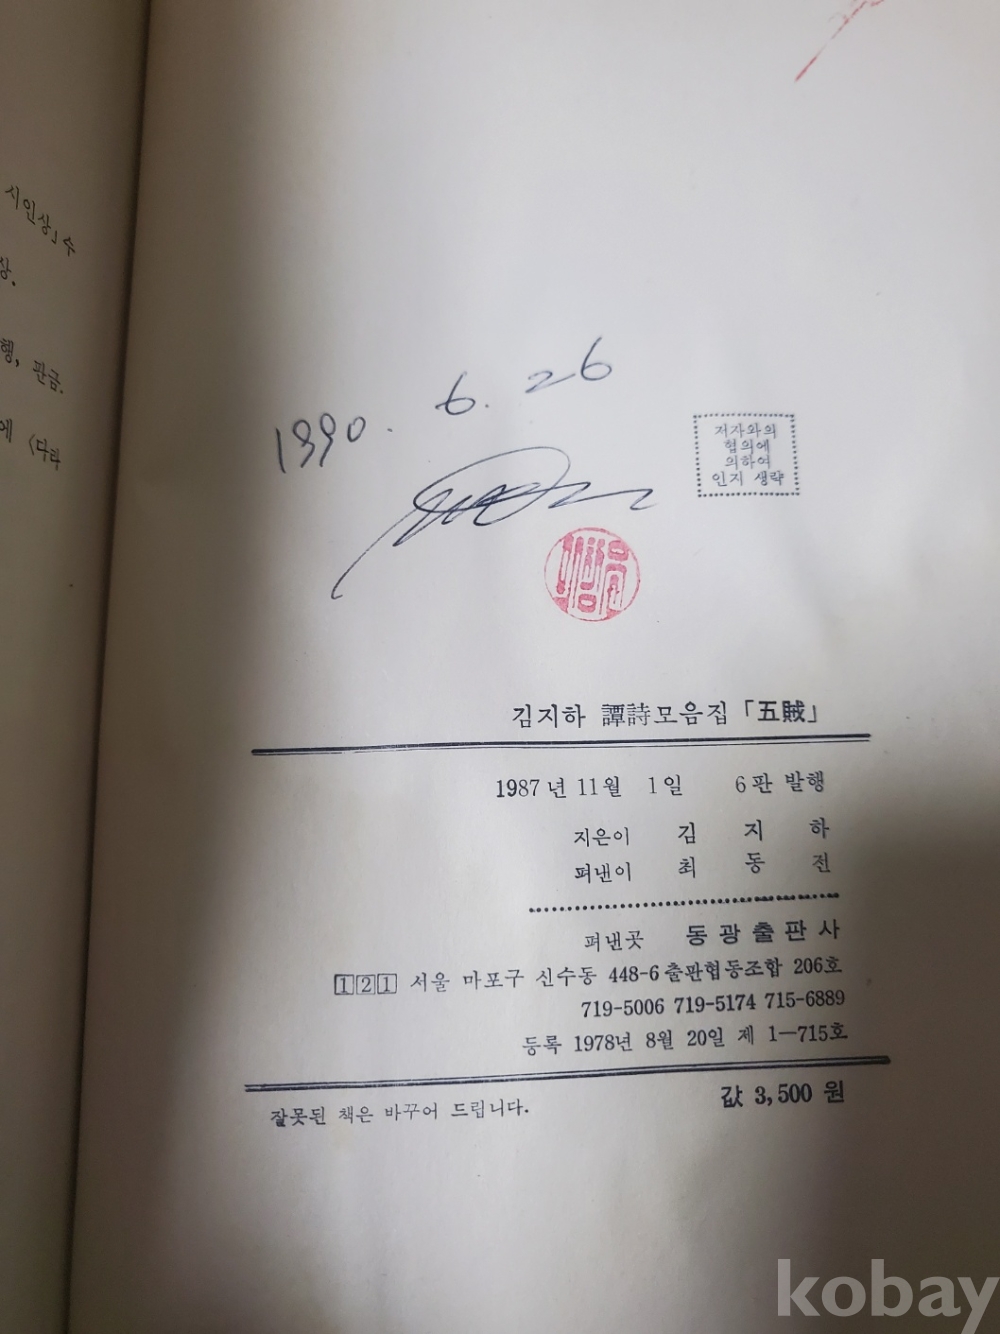 시인상」수
상.
행, 판금.
에 〈다라
1990. 6. 26
저자와의
협의에
의하여
인지 생략
김지하 譚詩모음집「五賊」
1987년 11월 1일 6판 발행
지은이 김 지 하
펴낸이 최 동 전
펴낸곳 동광출판사
121 서울 마포구 신수동 448-6 출판협동조합 206호
719-5006 719-5174 715-6889
등록 1978년 8월 20일 제 1—715호
잘못된 책은 바꾸어 드립니다.
값 3,500 원
kobay